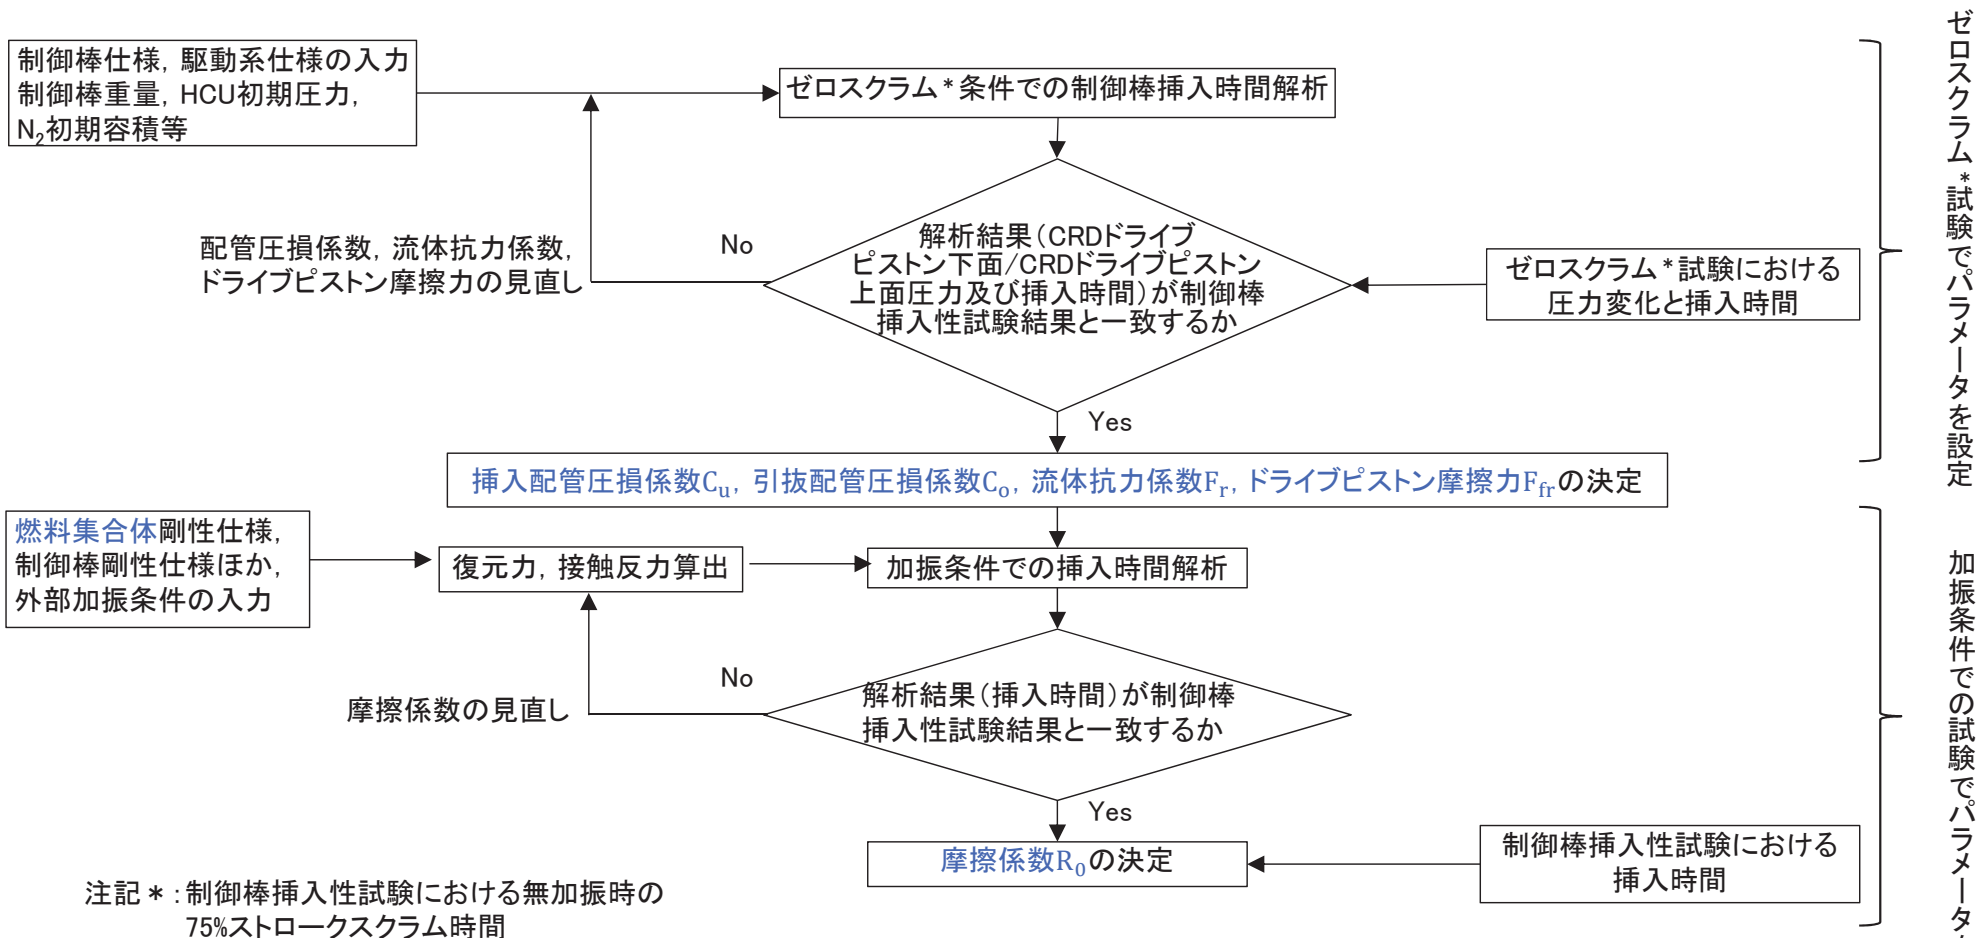 制御棒仕様，駆動系仕様の入力
制御棒重量，HCU初期圧力，
N₂初期容積等
ゼロスクラム*条件での制御棒挿入時間解析
配管圧損係数，流体抗力係数，
ドライブピストン摩擦力の見直し
No
解析結果（CRDドライブ
ピストン下面/CRDドライブピストン
上面圧力及び挿入時間）が制御棒
挿入性試験結果と一致するか
ゼロスクラム*試験における
圧力変化と挿入時間
Yes
挿入配管圧損係数Cu，引抜配管圧損係数Co，流体抗力係数Fr，ドライブピストン摩擦力Ffrの決定
ゼロスクラム*試験でパラメータを設定
燃料集合体剛性仕様，
制御棒剛性仕様ほか，
外部加振条件の入力
復元力，接触反力算出
加振条件での挿入時間解析
No
摩擦係数の見直し
解析結果（挿入時間）が制御棒
挿入性試験結果と一致するか
Yes
摩擦係数R₀の決定
制御棒挿入性試験における
挿入時間
加振条件での試験でパラメータ
注記＊：制御棒挿入性試験における無加振時の
75%ストロークスクラム時間